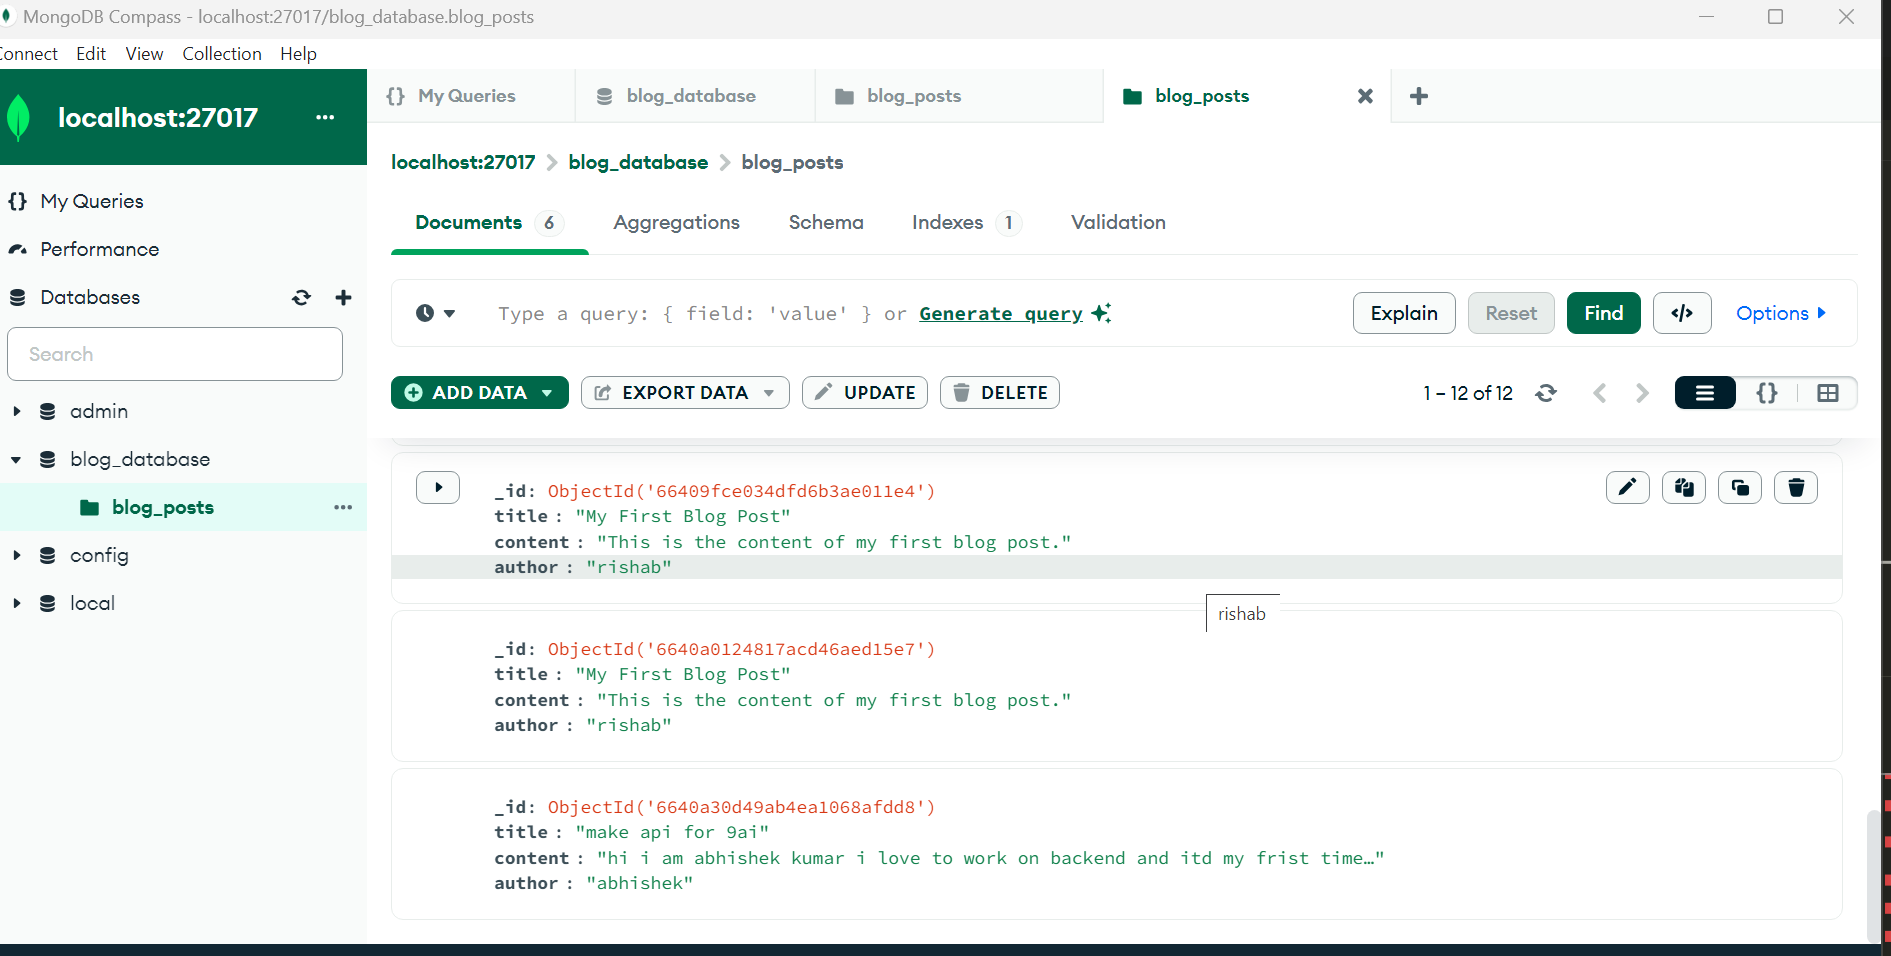 MongoDB Compass - localhost:27017/blog_database.blog_posts
Connect Edit View Collection Help
localhost:27017 ...
My Queries
Performance
Databases
Search
admin
blog_database
blog_posts ...
config
local
{} My Queries blog_database blog_posts blog_posts
localhost:27017 > blog_database > blog_posts
Documents 6 Aggregations Schema Indexes 1 Validation
Type a query: { field: 'value' } or Generate query Explain Reset Find </> Options
ADD DATA EXPORT DATA UPDATE DELETE 1 – 12 of 12 {}
_id: ObjectId('66409fce034dfd6b3ae011e4')
title : "My First Blog Post"
content : "This is the content of my first blog post."
author : "rishab"
rishab
_id: ObjectId('6640a0124817acd46aed15e7')
title : "My First Blog Post"
content : "This is the content of my first blog post."
author : "rishab"
_id: ObjectId('6640a30d49ab4ea1068afdd8')
title : "make api for 9ai"
content : "hi i am abhishek kumar i love to work on backend and itd my frist time…"
author : "abhishek"